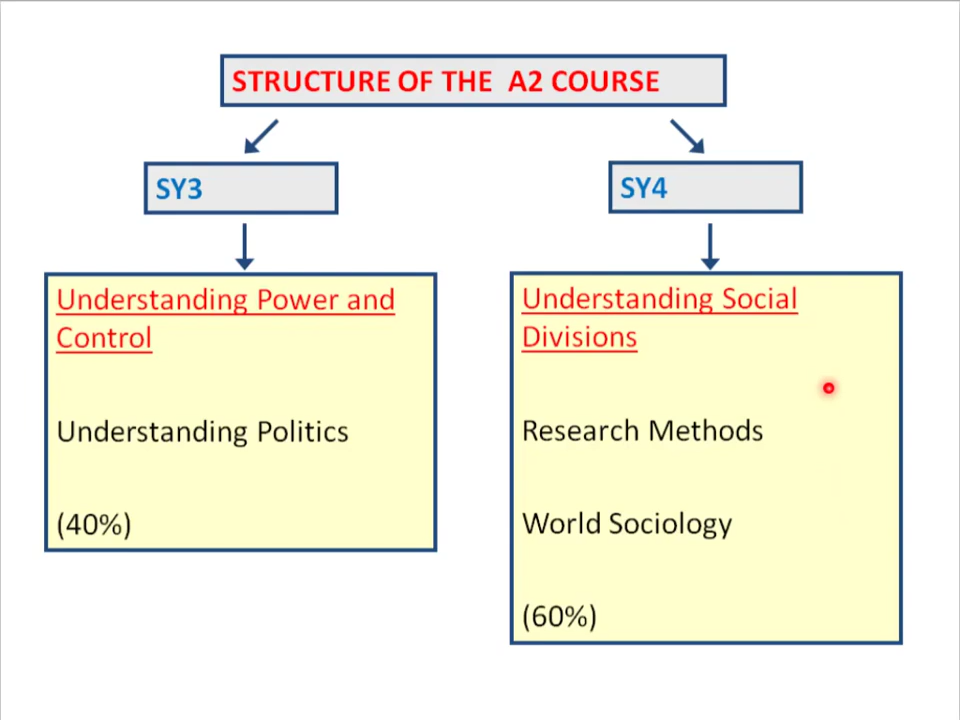 STRUCTURE OF THE A2 COURSE
SY3
SY4
Understanding Power and
Control
Understanding Politics
(40%)
Understanding Social
Divisions
Research Methods
World Sociology
(60%)